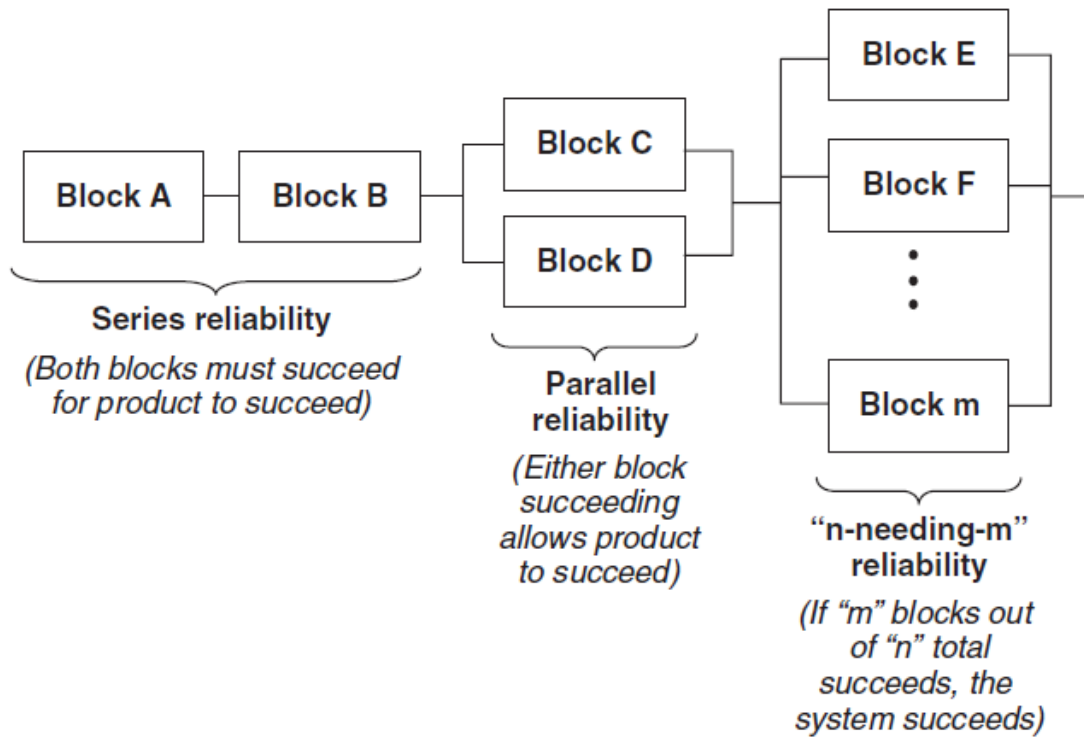 Block A
Block B
Series reliability
(Both blocks must succeed
for product to succeed)
Block C
Block D
Parallel
reliability
(Either block
succeeding
allows product
to succeed)
Block E
Block F
Block m
“n-needing-m”
reliability
(If “m” blocks out
of “n” total
succeeds, the
system succeeds)